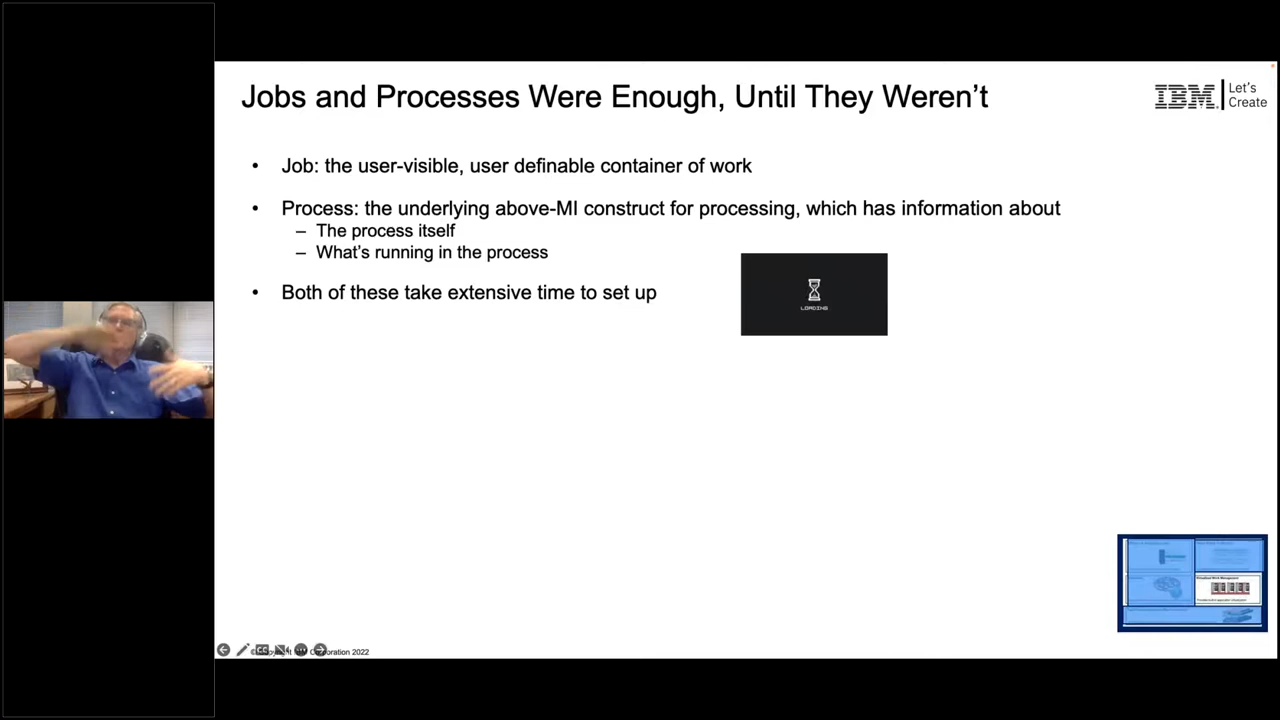 Jobs and Processes Were Enough, Until They Weren't
IBM Let's
Create
• Job: the user-visible, user definable container of work
• Process: the underlying above-MI construct for processing, which has information about
– The process itself
– What's running in the process
• Both of these take extensive time to set up
LOADING
Corporation 2022